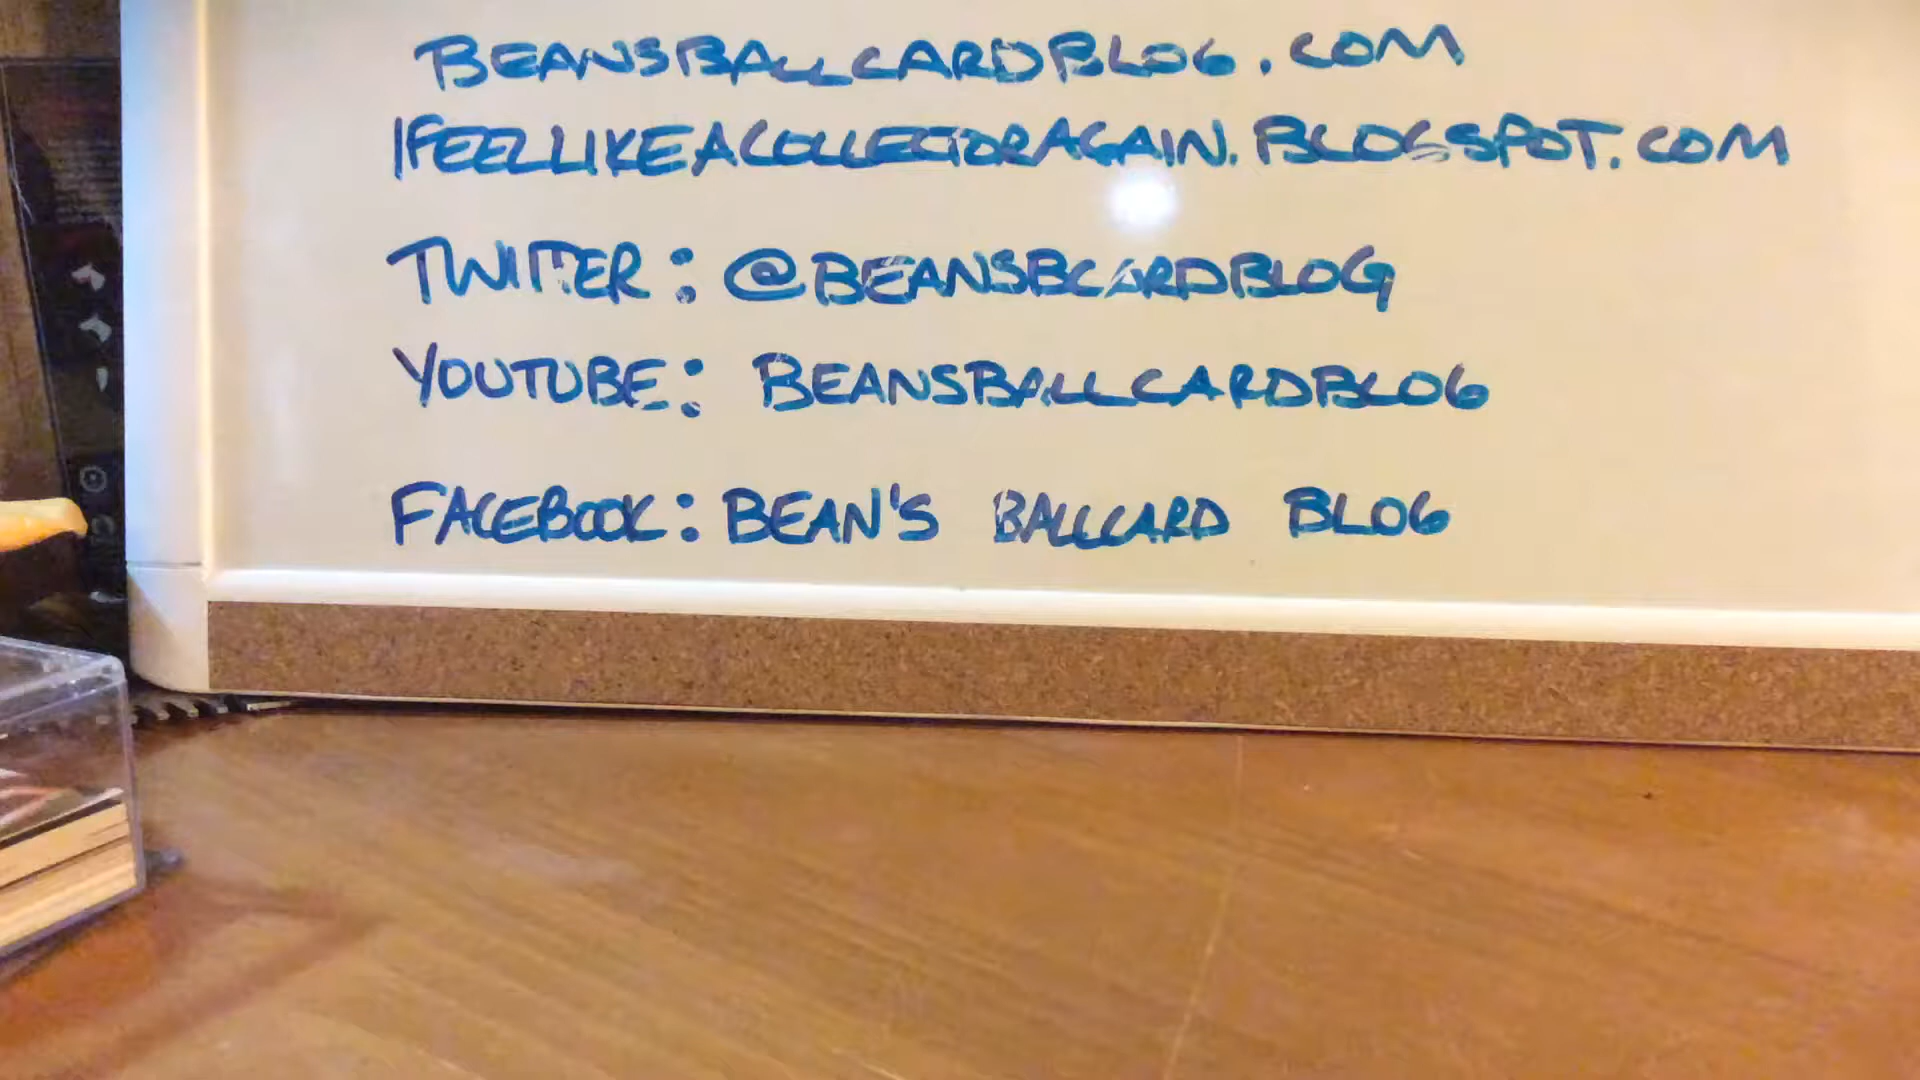 BEANSBALLCARDBLOG.COM
IFEELLIKEACOLLECTORAGAIN.BLOGSPOT.COM
TWITTER: @BEANSBCARDBLOG
YOUTUBE: BEANSBALLCARDBLOG
FACEBOOK: BEAN'S BALLCARD BLOG